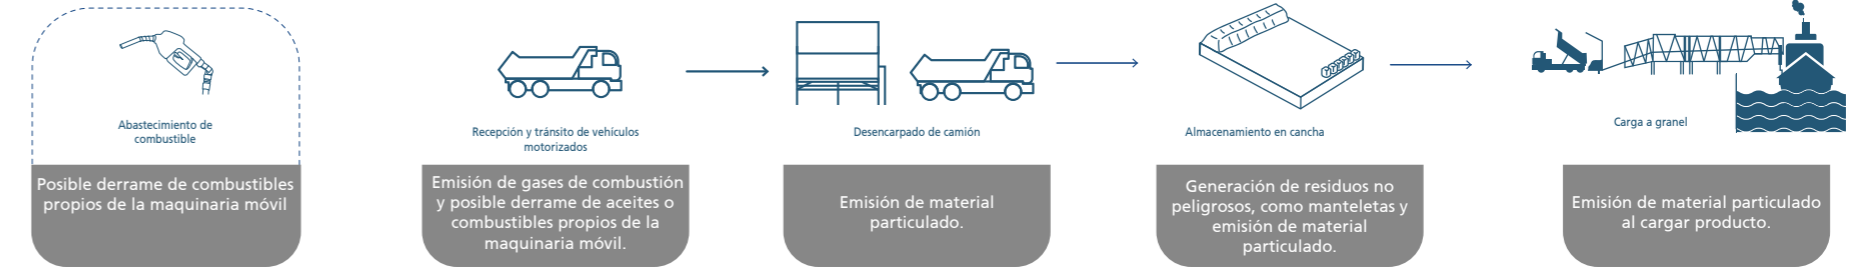 Abastecimiento de
combustible
Posible derrame de combustibles
propios de la maquinaria móvil
Recepción y tránsito de vehículos
motorizados
Emisión de gases de combustión
y posible derrame de aceites o
combustibles propios de la
maquinaria móvil.
Desencarpado de camión
Emisión de material
particulado.
Almacenamiento en cancha
Generación de residuos no
peligrosos, como manteletas y
emisión de material
particulado.
Carga a granel
Emisión de material particulado
al cargar producto.